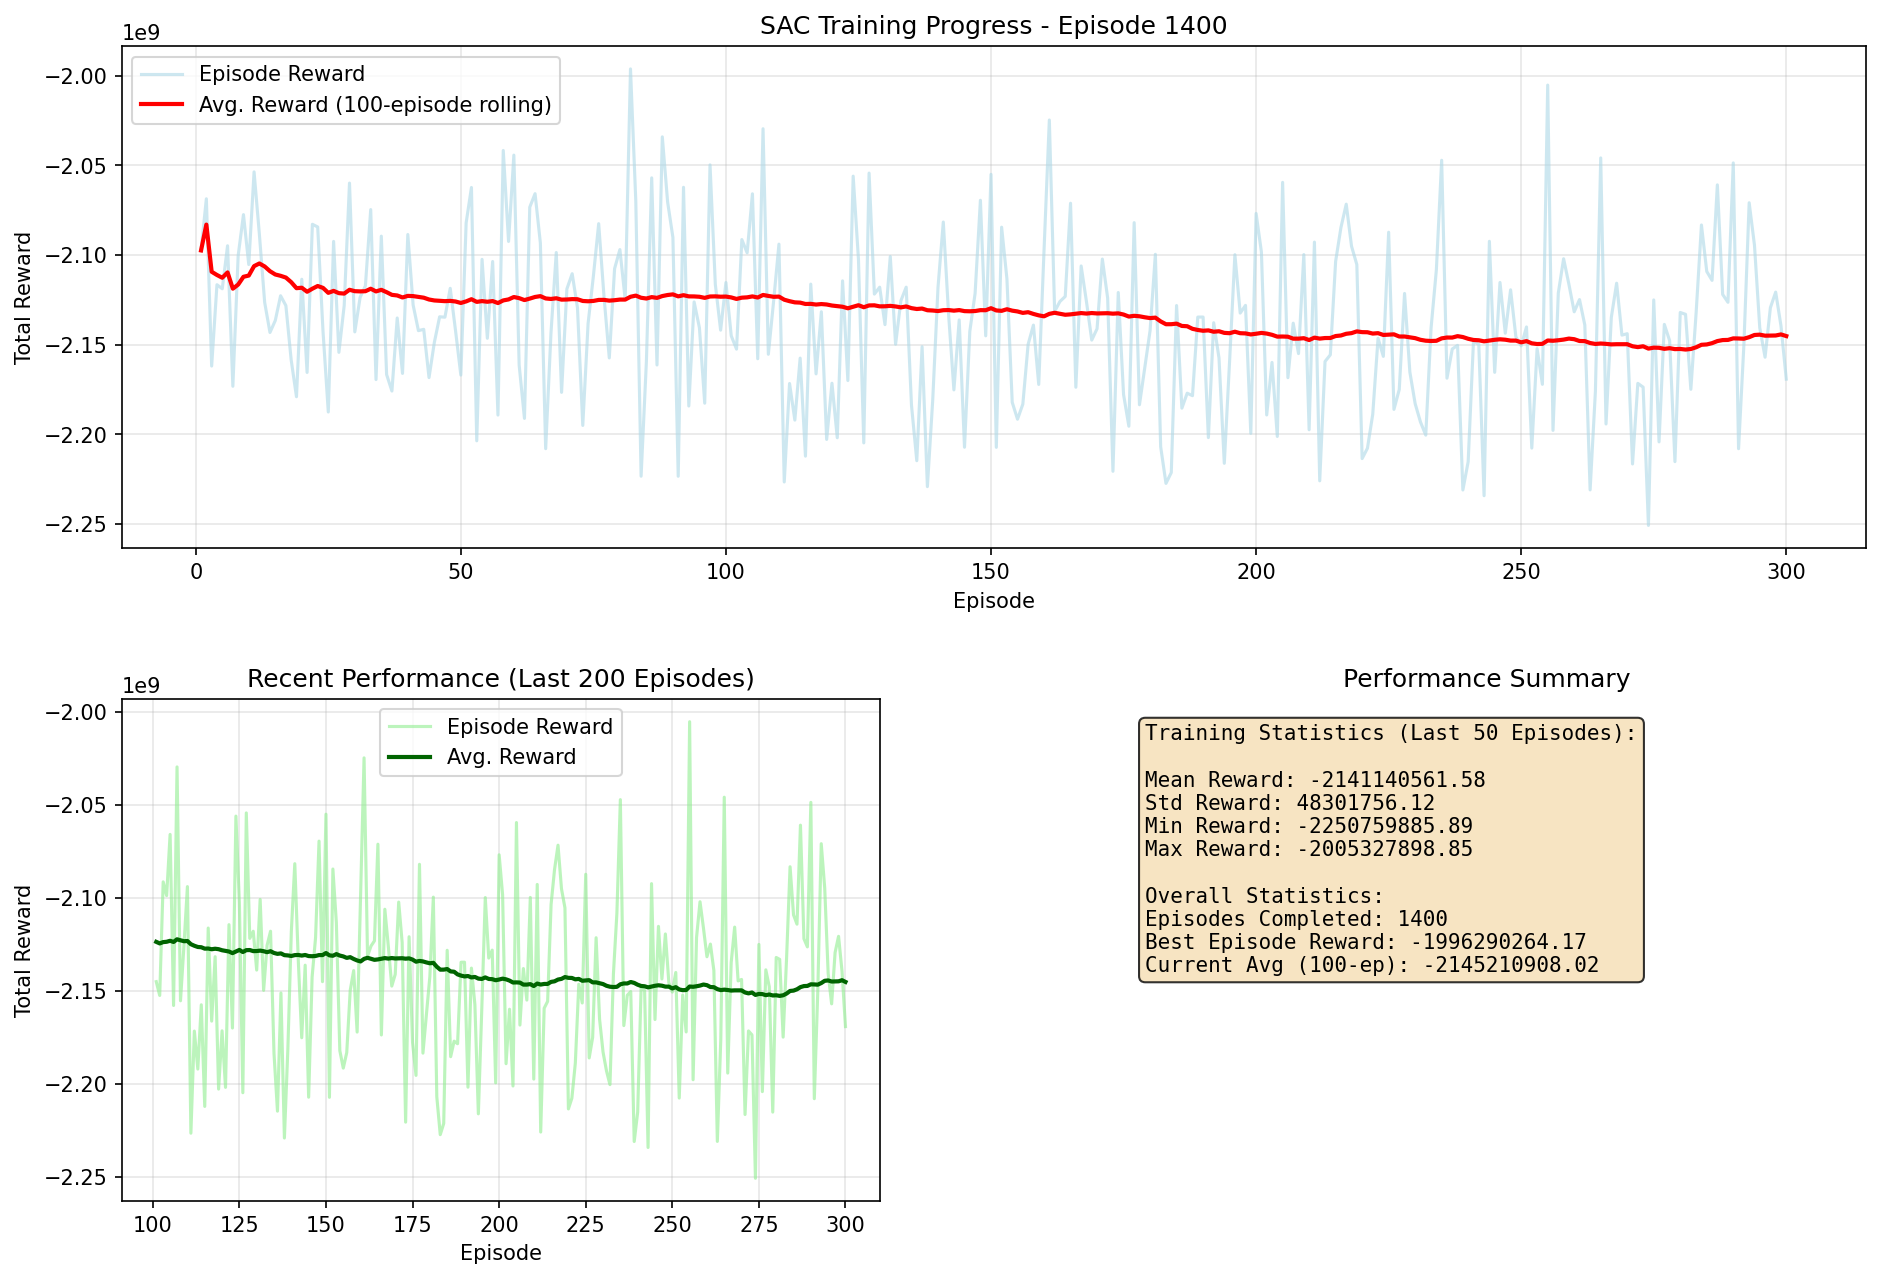 SAC Training Progress - Episode 1400
1e9
Episode Reward
Avg. Reward (100-episode rolling)
Total Reward
−2.00
−2.05
−2.10
−2.15
−2.20
−2.25
0 50 100 150 200 250 300
Episode
Recent Performance (Last 200 Episodes)
1e9
Episode Reward
Avg. Reward
Total Reward
−2.00
−2.05
−2.10
−2.15
−2.20
−2.25
100 125 150 175 200 225 250 275 300
Episode
Performance Summary
Training Statistics (Last 50 Episodes):
Mean Reward: -2141140561.58
Std Reward: 48301756.12
Min Reward: -2250759885.89
Max Reward: -2005327898.85
Overall Statistics:
Episodes Completed: 1400
Best Episode Reward: -1996290264.17
Current Avg (100-ep): -2145210908.02